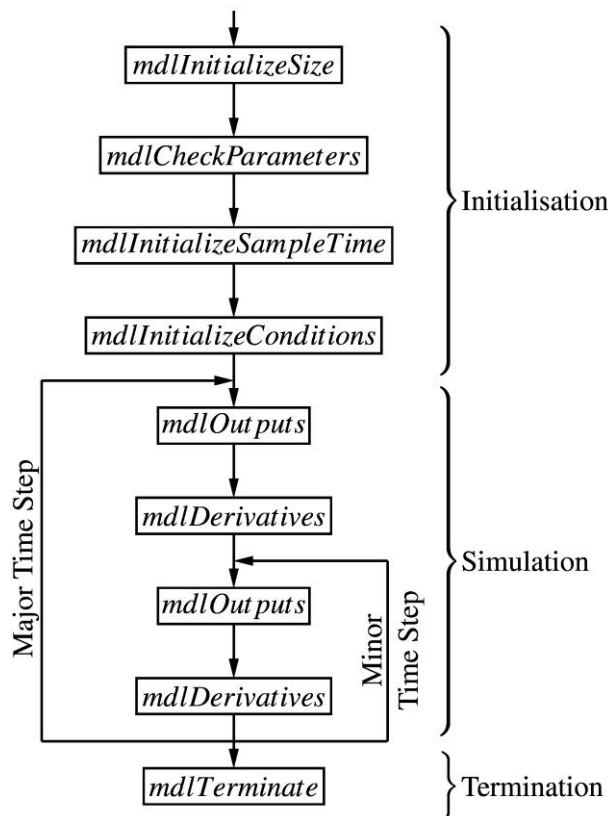 mdlInitializeSize
mdlCheckParameters
mdlInitializeSampleTime
mdlInitializeConditions
Initialisation
mdlOutputs
mdlDerivatives
mdlOutputs
mdlDerivatives
Major Time Step
Minor
Time Step
Simulation
mdlTerminate
Termination